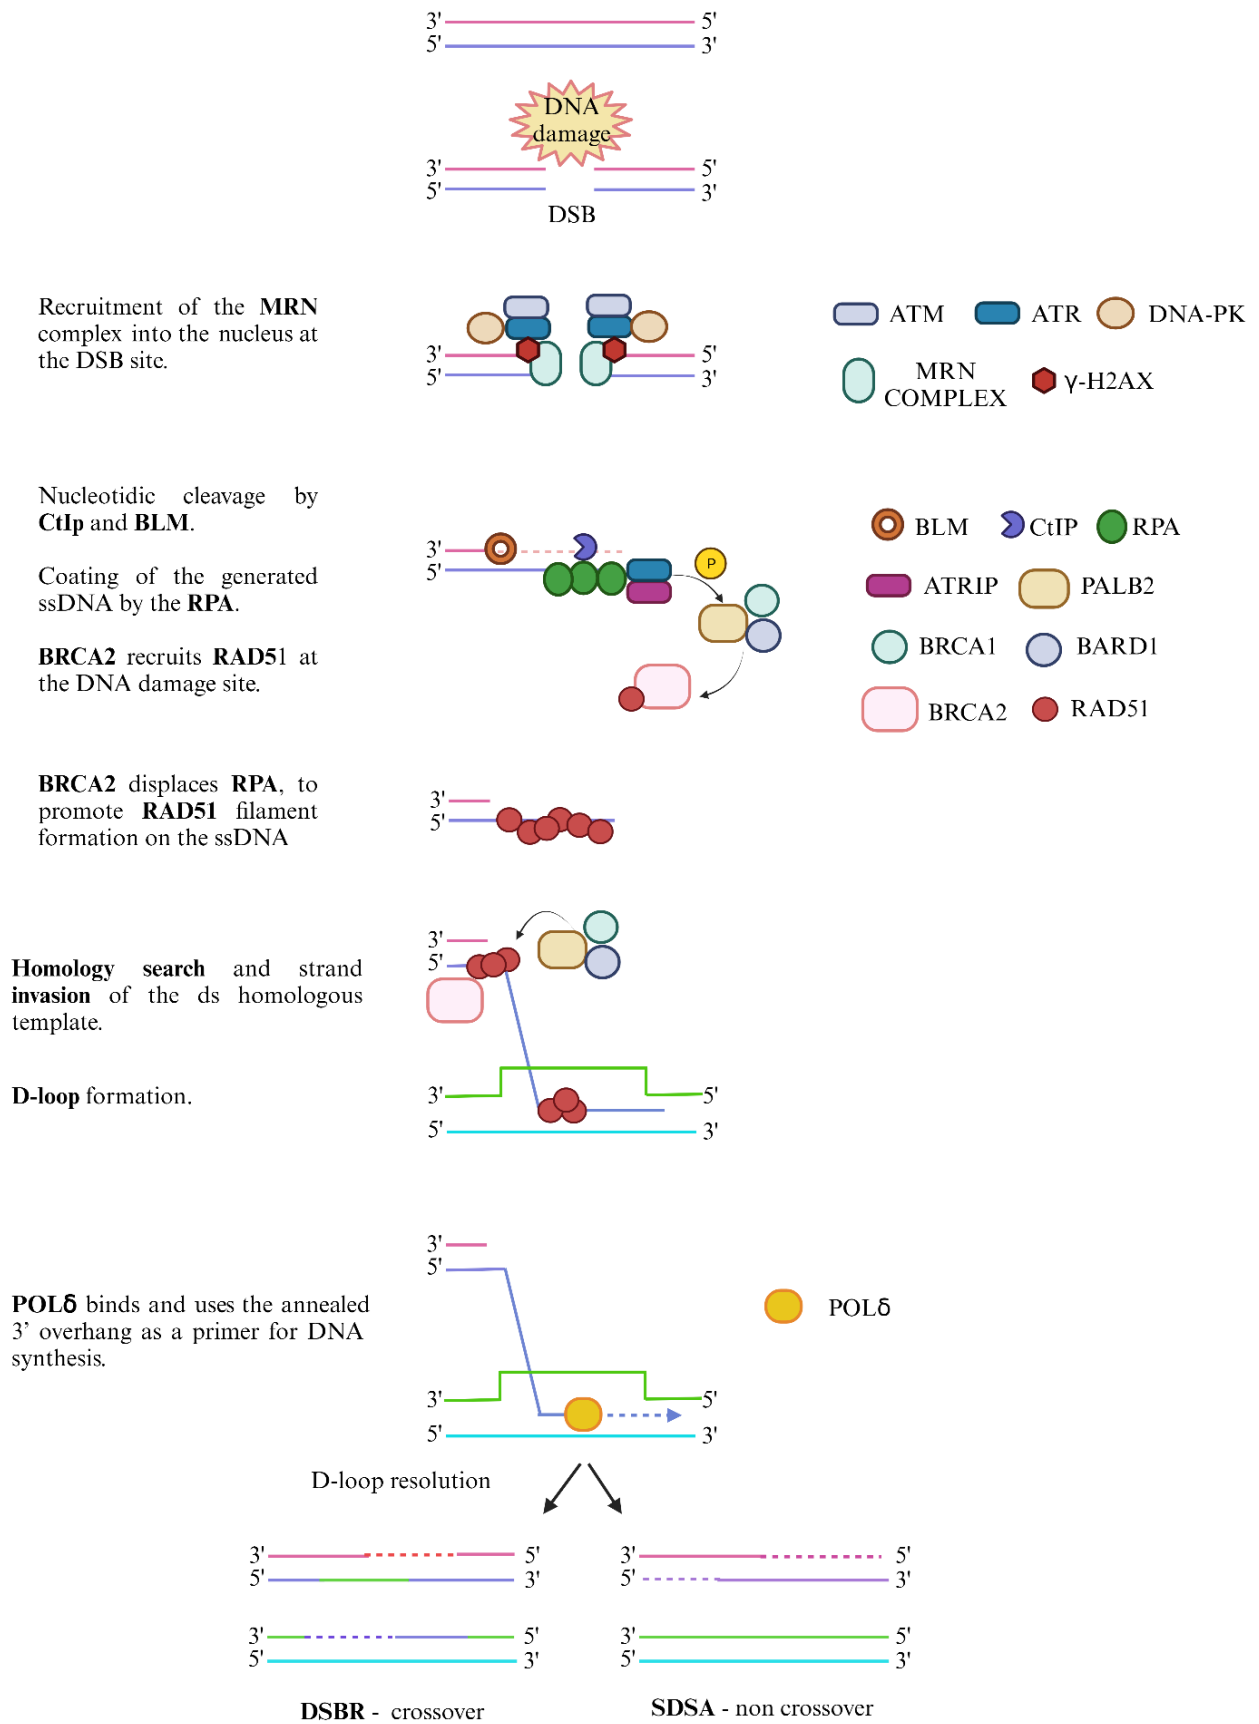 3' 5'
5' 3'
DNA
damage
3' 5'
5' 3'
DSB
Recruitment of the MRN
complex into the nucleus at
the DSB site.
3' 5'
5' 3'
ATM ATR DNA-PK
MRN
COMPLEX
γ-H2AX
Nucleotidic cleavage by
CtIp and BLM.
Coating of the generated
ssDNA by the RPA.
BRCA2 recruits RAD51 at
the DNA damage site.
3'
5'
P
BLM CtIP RPA
ATRIP PALB2
BRCA1 BARD1
BRCA2 RAD51
BRCA2 displaces RPA, to
promote RAD51 filament
formation on the ssDNA
3'
5'
Homology search and strand
invasion of the ds homologous
template.
D-loop formation.
3'
5'
3' 5'
5' 3'
POLδ binds and uses the annealed
3’ overhang as a primer for DNA
synthesis.
3'
5'
POLδ
3' 5'
5' 3'
D-loop resolution
3' 5'
5' 3'
3' 5'
5' 3'
DSBR - crossover
3' 5'
5' 3'
3' 5'
5' 3'
SDSA - non crossover